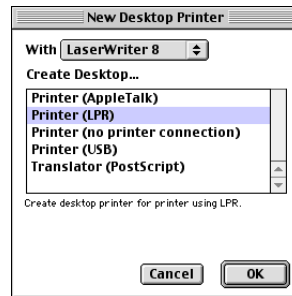 New Desktop Printer
With LaserWriter 8
Create Desktop...
Printer (AppleTalk)
Printer (LPR)
Printer (no printer connection)
Printer (USB)
Translator (PostScript)
Create desktop printer for printer using LPR.
Cancel OK